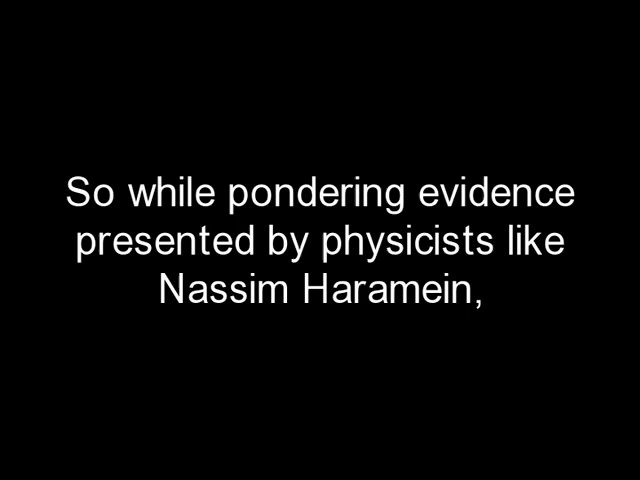 So while pondering evidence
presented by physicists like
Nassim Haramein,